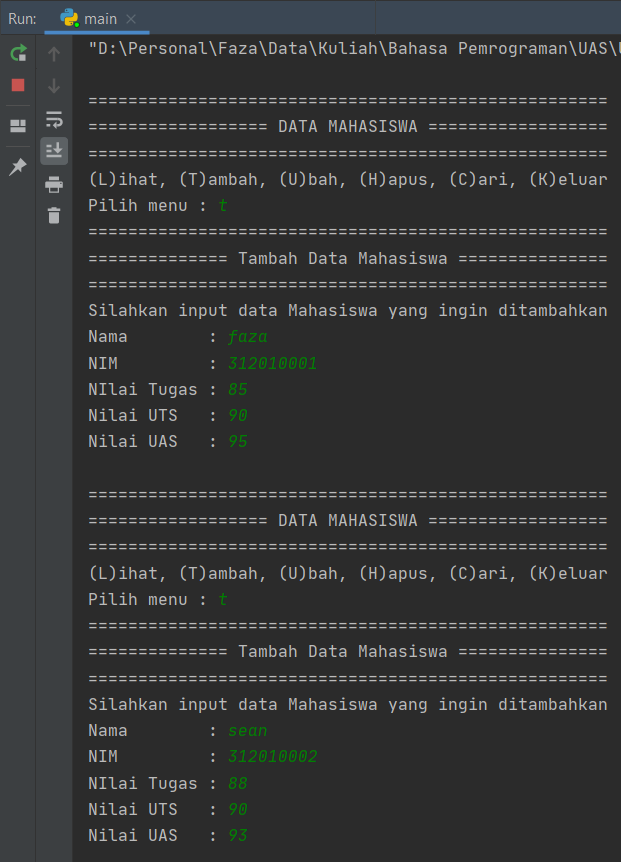 Run: main
"D:\Personal\Faza\Data\Kuliah\Bahasa Pemrograman\UAS\
====================================================
================== DATA MAHASISWA ==================
====================================================
(L)ihat, (T)ambah, (U)bah, (H)apus, (C)ari, (K)eluar
Pilih menu : t
====================================================
============== Tambah Data Mahasiswa ===============
====================================================
Silahkan input data Mahasiswa yang ingin ditambahkan
Nama        : faza
NIM         : 312010001
NIlai Tugas : 85
Nilai UTS   : 90
Nilai UAS   : 95
====================================================
================== DATA MAHASISWA ==================
====================================================
(L)ihat, (T)ambah, (U)bah, (H)apus, (C)ari, (K)eluar
Pilih menu : t
====================================================
============== Tambah Data Mahasiswa ===============
====================================================
Silahkan input data Mahasiswa yang ingin ditambahkan
Nama        : sean
NIM         : 312010002
NIlai Tugas : 88
Nilai UTS   : 90
Nilai UAS   : 93